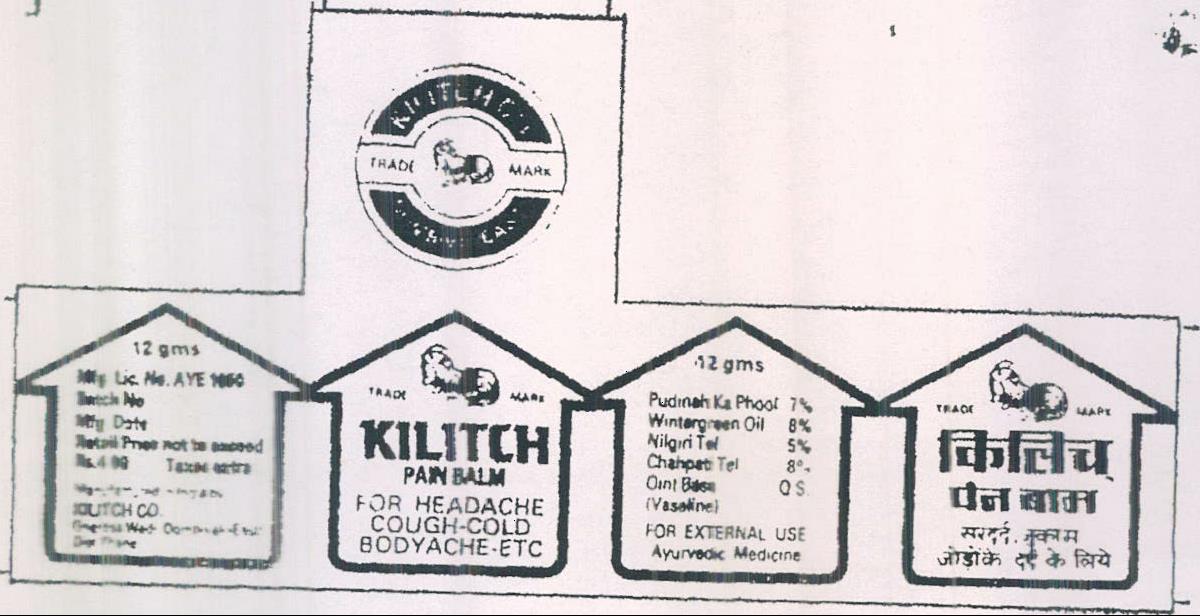 KILITCH CO.
TRADE MARK
12 gms
Mfg. Lic. No. AYE 1060
Batch No
Mfg. Date
Retail Price not to exceed
Taxes extra
KILITCH CO.
TRADE MARK
KILITCH
PAIN BALM
FOR HEADACHE
COUGH-COLD
BODYACHE-ETC
12 gms
Pudinah Ka Phool 7%
Wintergreen Oil 8%
Nilgiri Tel 5%
Tel 8%
Oint Base Q.S.
(Vaseline)
FOR EXTERNAL USE
Ayurvedic Medicine
TRADE MARK
किलिच
पेन बाम
सरदर्द, जुकाम
जोड़ोंके दर्द के लिये